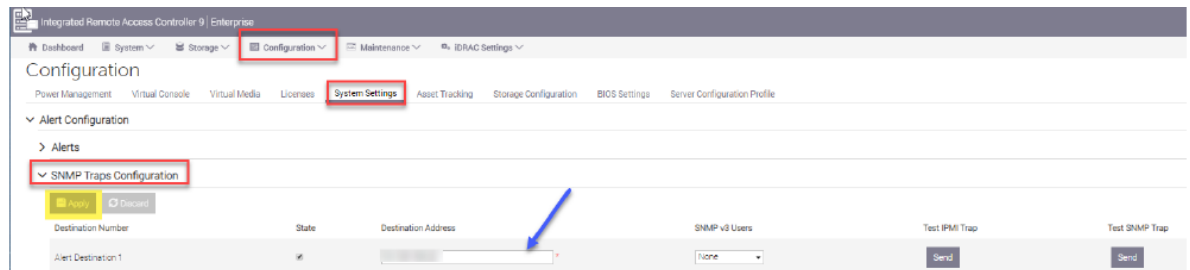 Integrated Remote Access Controller 9 | Enterprise
Dashboard System Storage Configuration Maintenance iDRAC Settings
Configuration
Power Management Virtual Console Virtual Media Licenses System Settings Asset Tracking Storage Configuration BIOS Settings Server Configuration Profile
Alert Configuration
Alerts
SNMP Traps Configuration
Apply Discard
Destination Number State Destination Address SNMP v3 Users Test IPMI Trap Test SNMP Trap
Alert Destination 1 * None Send Send